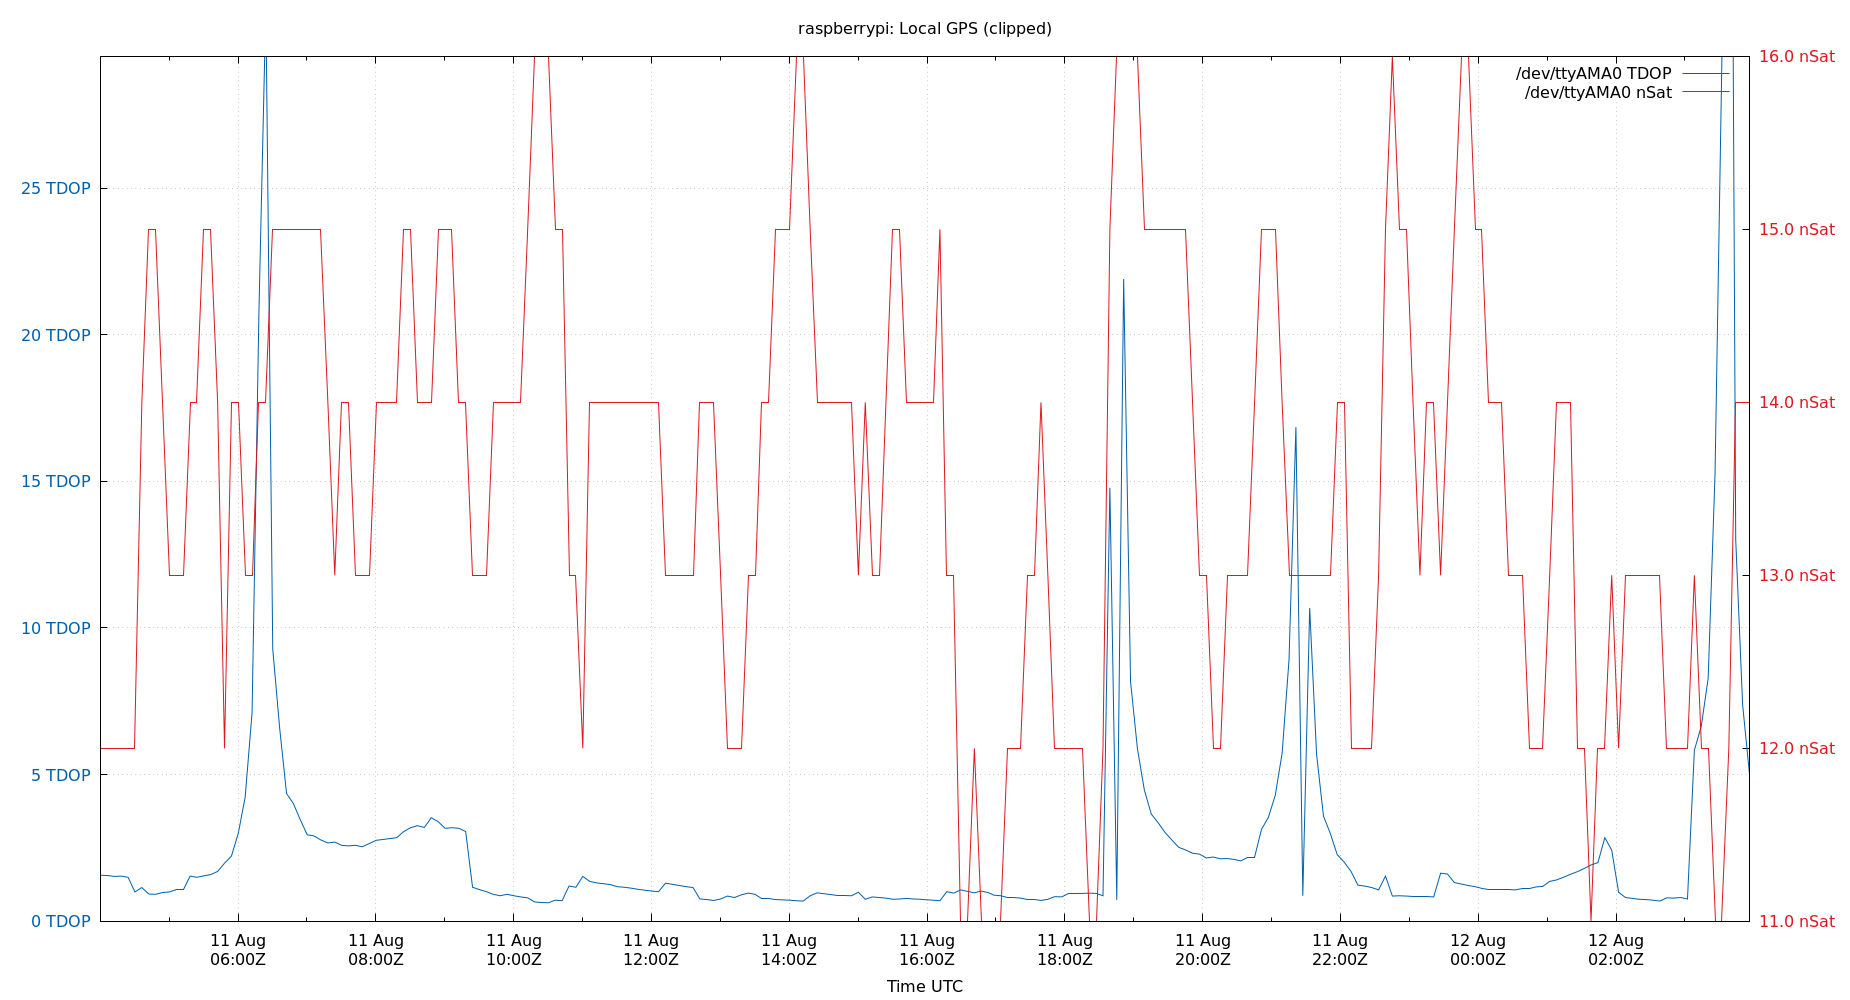 raspberrypi: Local GPS (clipped)
/dev/ttyAMA0 TDOP
/dev/ttyAMA0 nSat
25 TDOP
20 TDOP
15 TDOP
10 TDOP
5 TDOP
0 TDOP
16.0 nSat
15.0 nSat
14.0 nSat
13.0 nSat
12.0 nSat
11.0 nSat
11 Aug 11 Aug 11 Aug 11 Aug 11 Aug 11 Aug 11 Aug 11 Aug 11 Aug 12 Aug 12 Aug
06:00Z 08:00Z 10:00Z 12:00Z 14:00Z 16:00Z 18:00Z 20:00Z 22:00Z 00:00Z 02:00Z
Time UTC